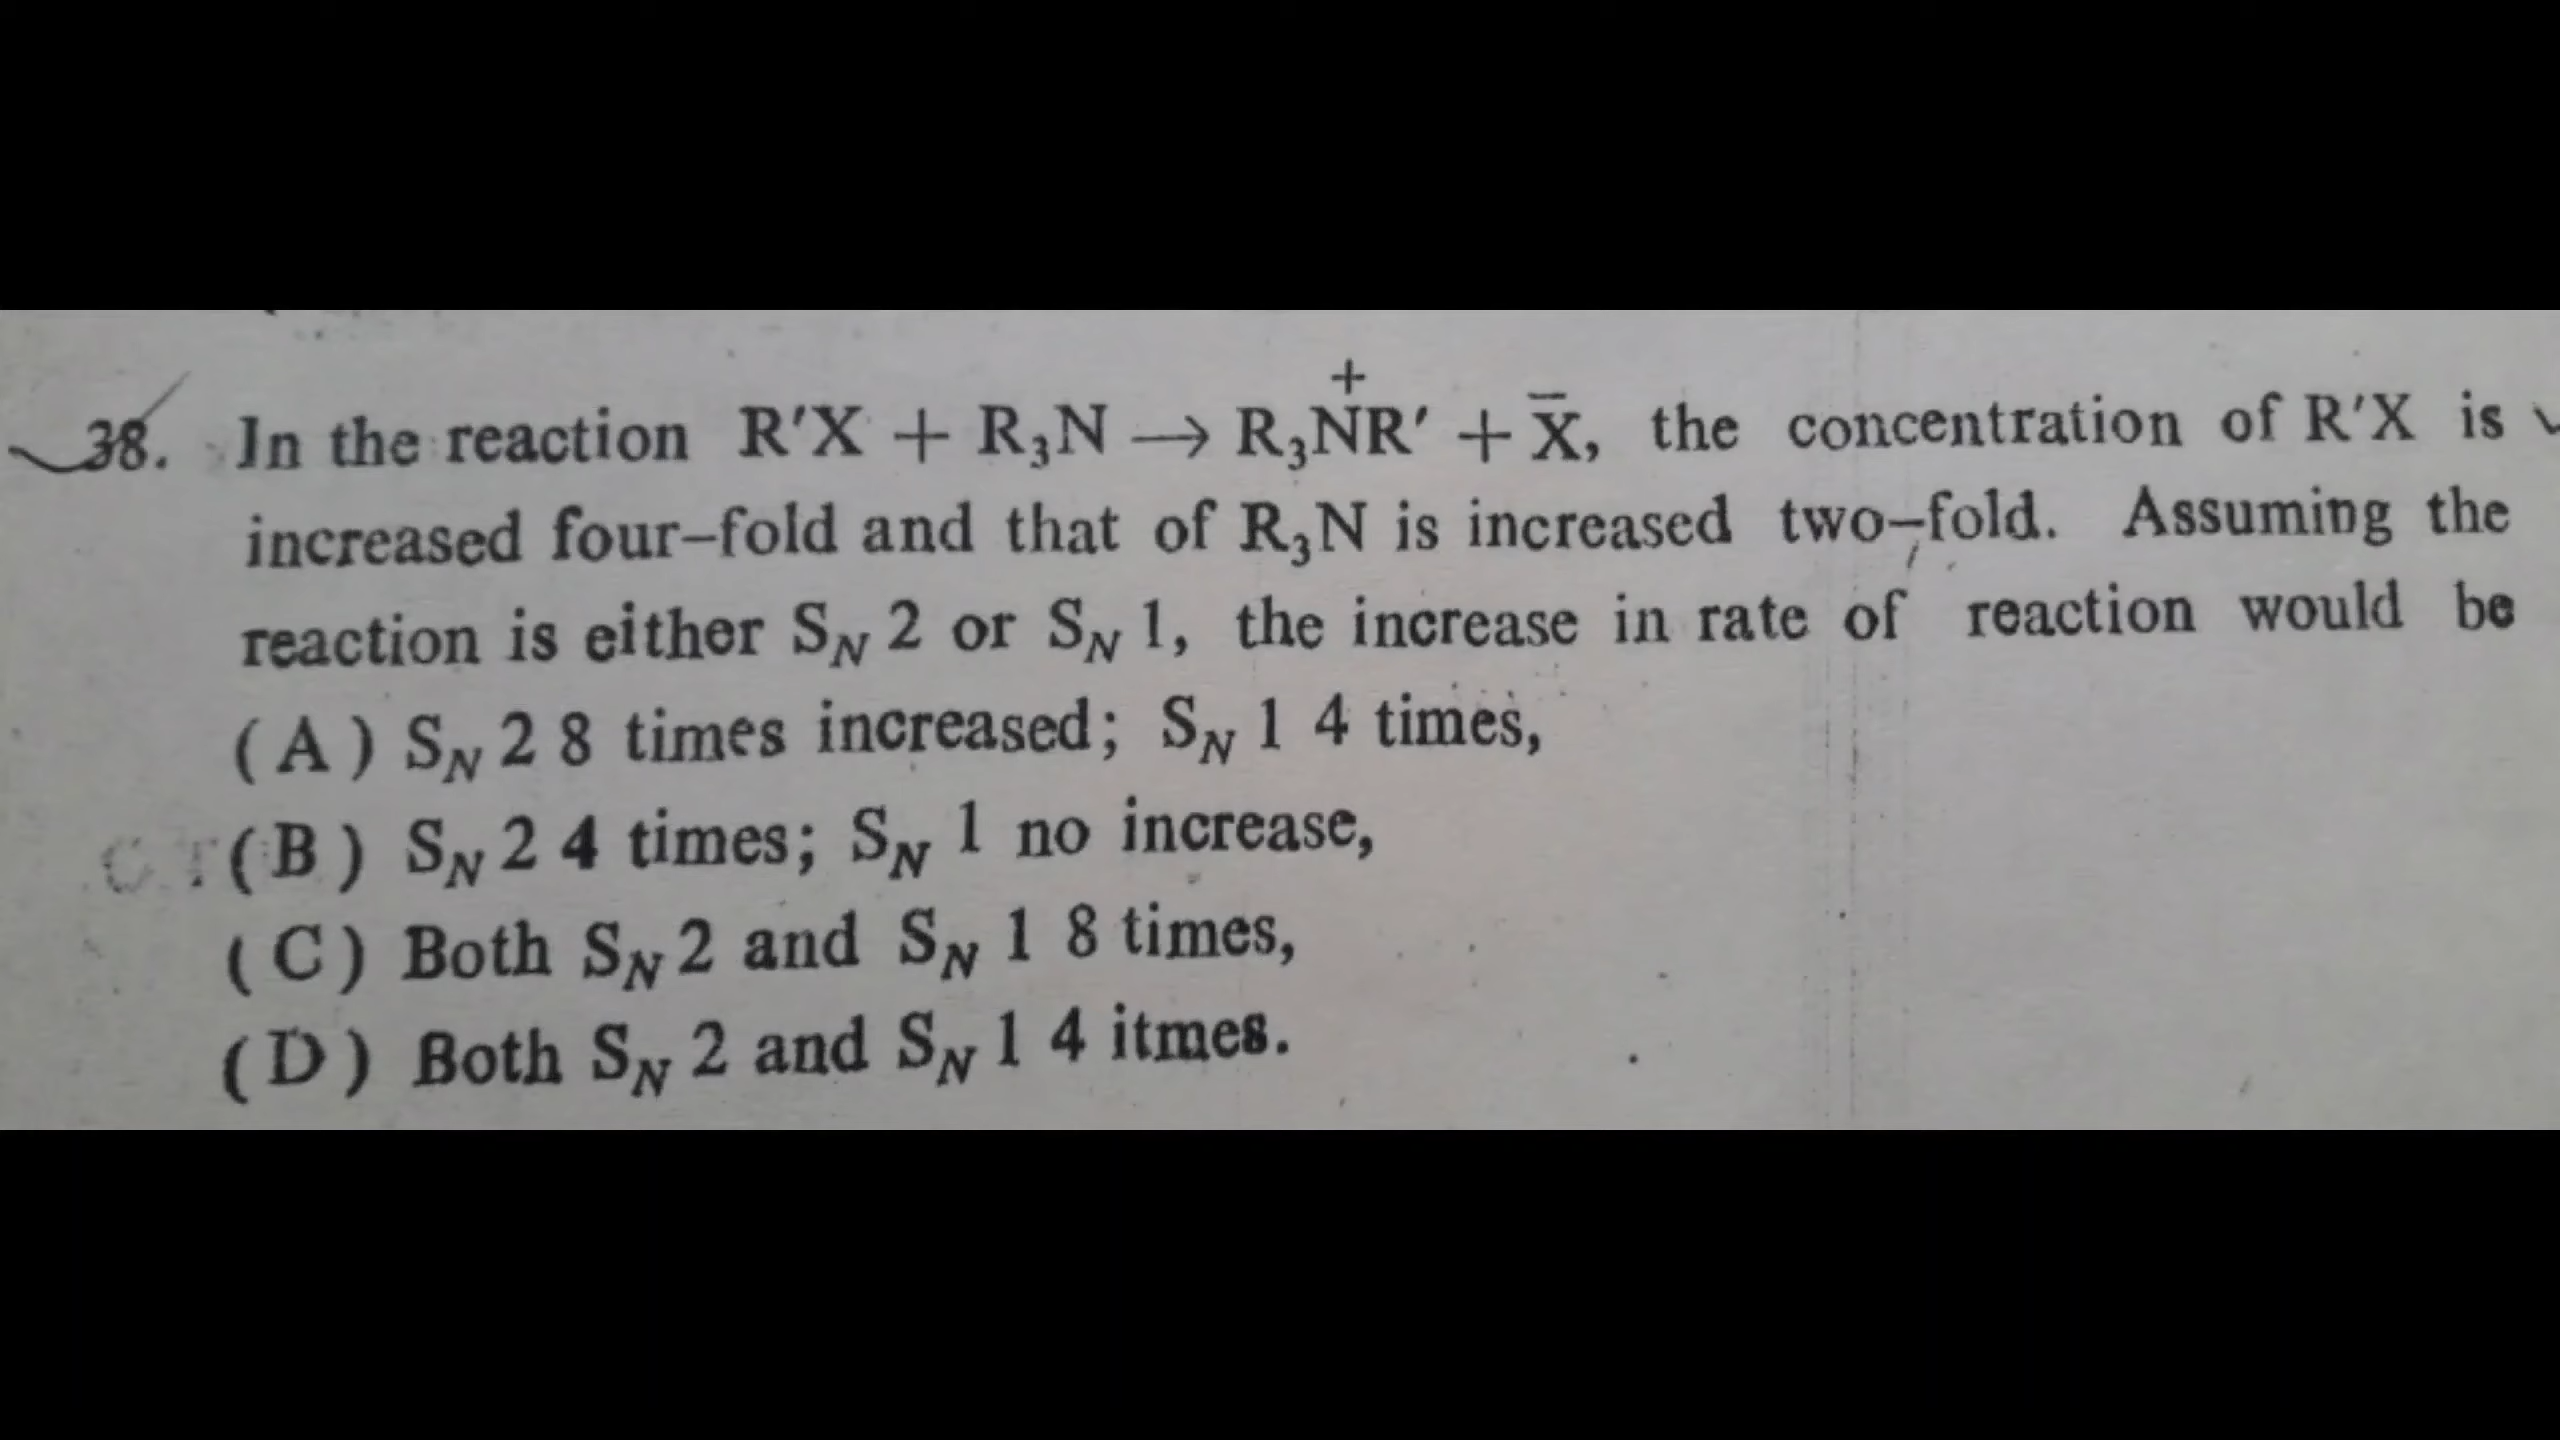 38. In the reaction R′X + R₃N → R₃N⁺R′ + X̄, the concentration of R′X is
increased four-fold and that of R₃N is increased two-fold. Assuming the
reaction is either S_N 2 or S_N 1, the increase in rate of reaction would be
(A) S_N 2 8 times increased; S_N 1 4 times,
(B) S_N 2 4 times; S_N 1 no increase,
(C) Both S_N 2 and S_N 1 8 times,
(D) Both S_N 2 and S_N 1 4 itmes.